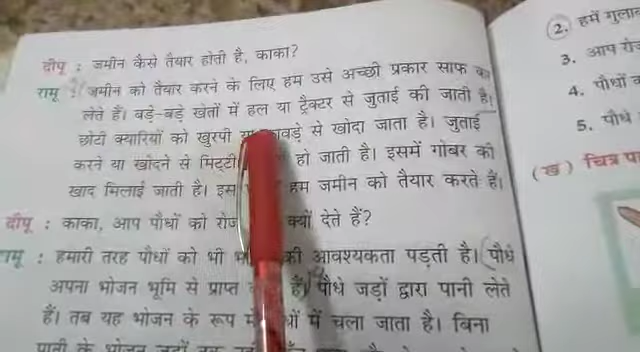 दीपू : जमीन कैसे तैयार होती है, काका?
रामू : जमीन को तैयार करने के लिए हम उसे अच्छी प्रकार साफ कर
लेते हैं। बड़े-बड़े खेतों में हल या ट्रैक्टर से जुताई की जाती है।
छोटी क्यारियों को खुरपी से खोदा जाता है। जुताई
करने या खोदने से मिट्टी हो जाती है। इसमें गोबर की
खाद मिलाई जाती है। इस हम जमीन को तैयार करते हैं।
दीपू : काका, आप पौधों को रोज क्यों देते हैं?
: हमारी तरह पौधों को भी की आवश्यकता पड़ती है। पौधे
अपना भोजन भूमि से प्राप्त हैं। पौधे जड़ों द्वारा पानी लेते
हैं। तब यह भोजन के रूप में चला जाता है। बिना
पानी के भोजन
2. हमें
3. आप
4. पौधों
5. पौधे
(ख) चित्र